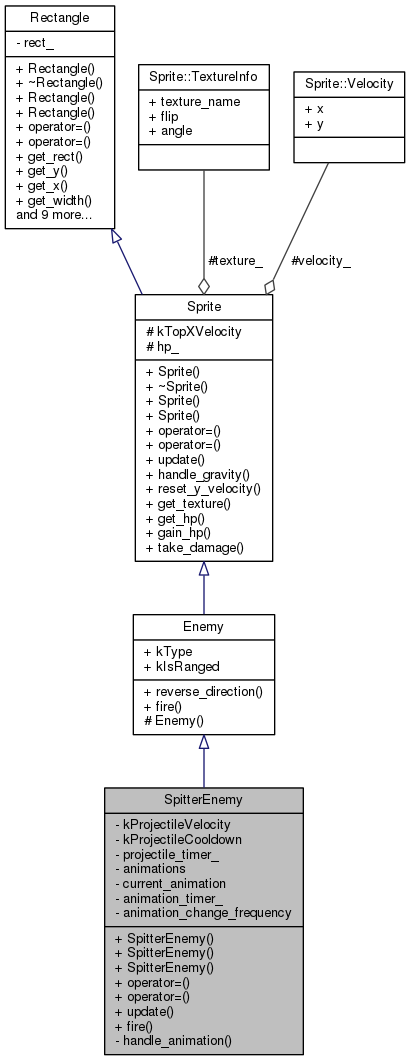 Rectangle
- rect_
+ Rectangle()
+ ~Rectangle()
+ Rectangle()
+ Rectangle()
+ operator=()
+ operator=()
+ get_rect()
+ get_y()
+ get_x()
+ get_width()
and 9 more...
Sprite::TextureInfo
+ texture_name
+ flip
+ angle
Sprite::Velocity
+ x
+ y
#texture_
#velocity_
Sprite
# kTopXVelocity
# hp_
+ Sprite()
+ ~Sprite()
+ Sprite()
+ Sprite()
+ operator=()
+ operator=()
+ update()
+ handle_gravity()
+ reset_y_velocity()
+ get_texture()
+ get_hp()
+ gain_hp()
+ take_damage()
Enemy
+ kType
+ kIsRanged
+ reverse_direction()
+ fire()
# Enemy()
SpitterEnemy
- kProjectileVelocity
- kProjectileCooldown
- projectile_timer_
- animations
- current_animation
- animation_timer_
- animation_change_frequency
+ SpitterEnemy()
+ SpitterEnemy()
+ SpitterEnemy()
+ operator=()
+ operator=()
+ update()
+ fire()
- handle_animation()